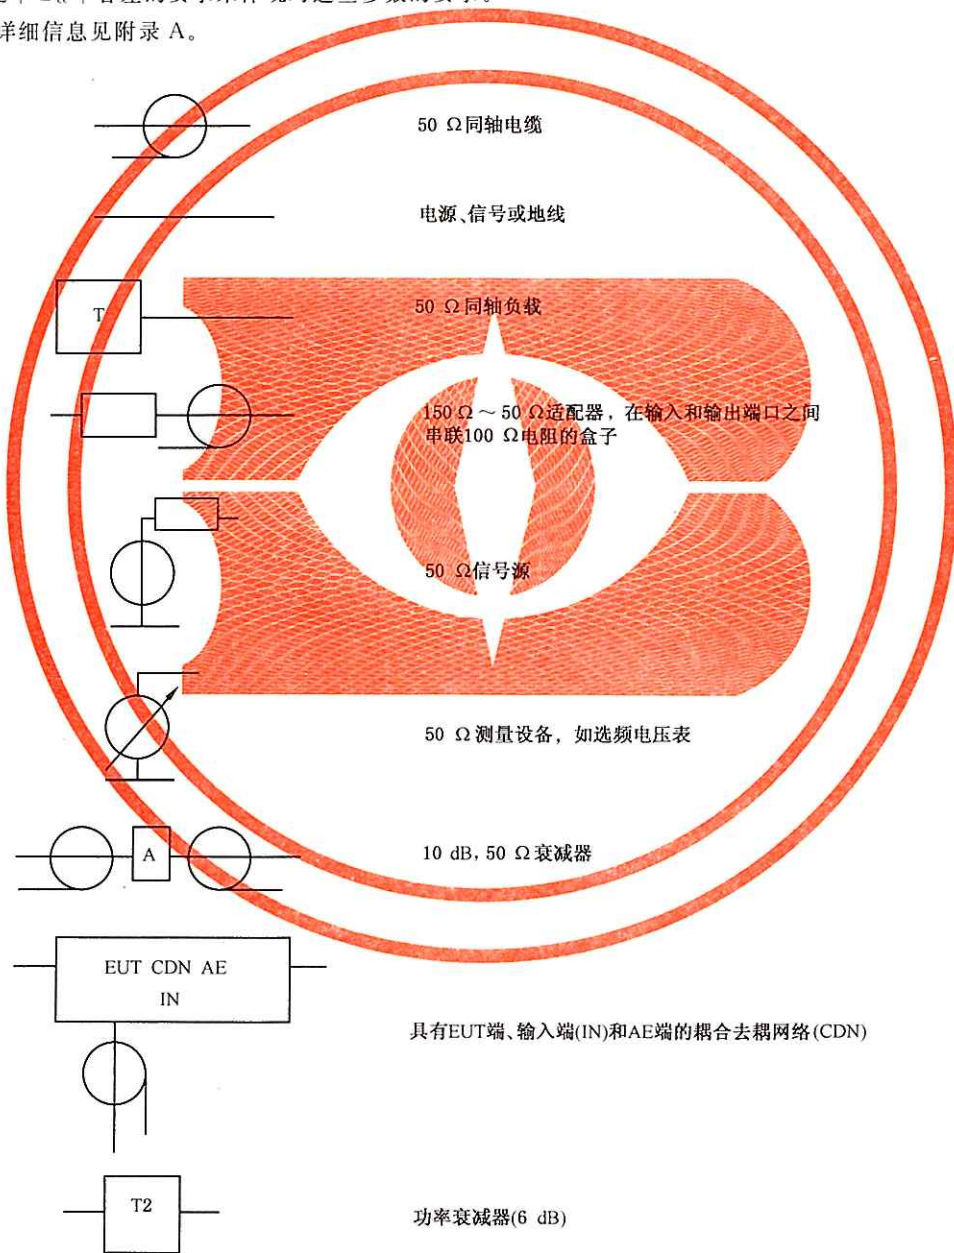 详细信息见附录 A。
50 Ω同轴电缆
电源、信号或地线
T
50 Ω同轴负载
150 Ω～50 Ω适配器，在输入和输出端口之间
串联100 Ω电阻的盒子
50 Ω信号源
50 Ω测量设备，如选频电压表
A
10 dB, 50 Ω衰减器
EUT CDN AE
IN
具有EUT端、输入端(IN)和AE端的耦合去耦网络(CDN)
T2
功率衰减器(6 dB)